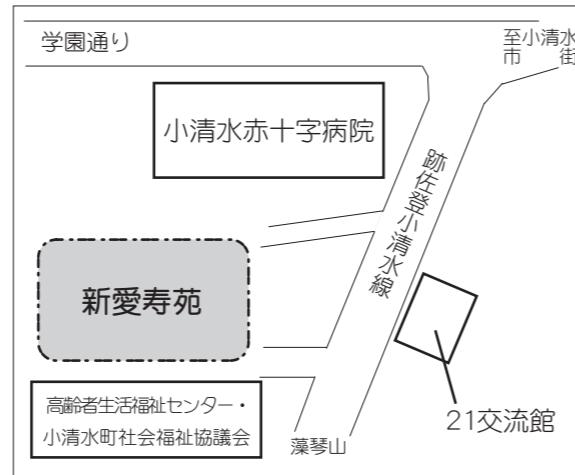 学園通り
至小清水
市街
小清水赤十字病院
跡佐登小清水線
新愛寿苑
高齢者生活福祉センター・
小清水町社会福祉協議会
21交流館
藻琴山